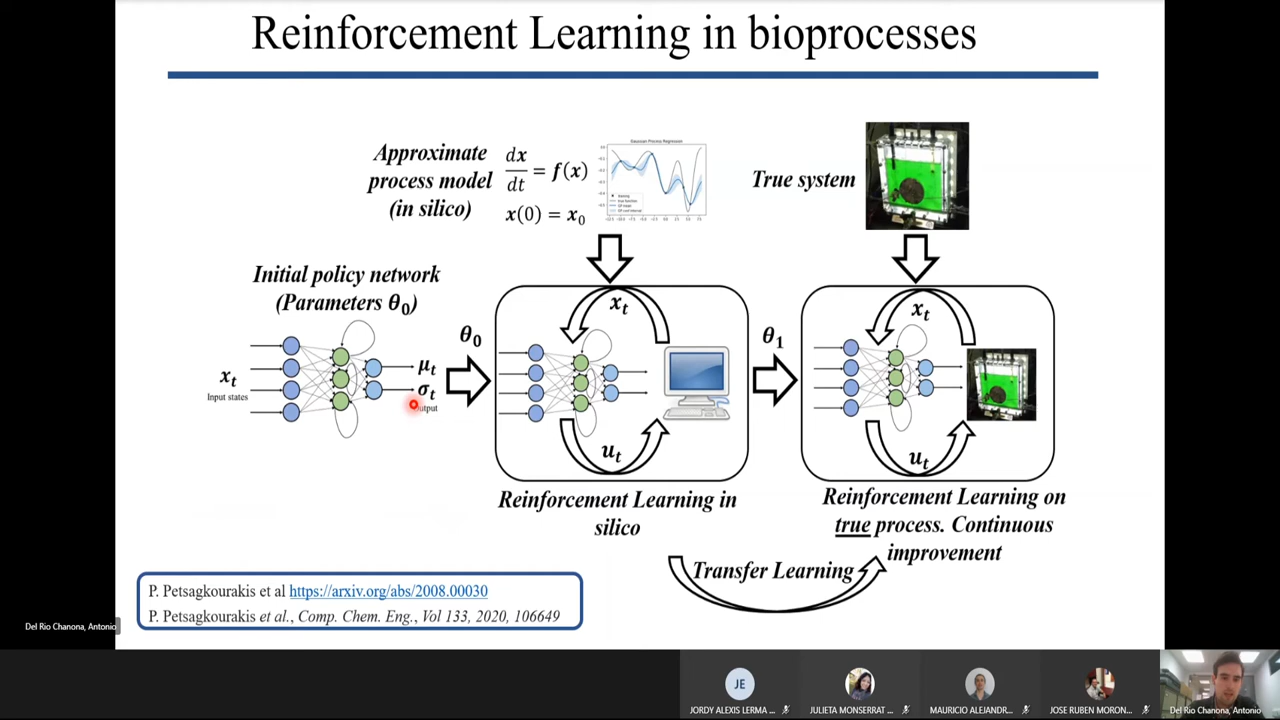 Reinforcement Learning in bioprocesses
Approximate
process model
(in silico)
dx/dt = f(x)
x(0) = x₀
Gaussian Process Regression
True system
Initial policy network
(Parameters θ₀)
xₜ
Input states
μₜ
σₜ
θ₀
xₜ
uₜ
Reinforcement Learning in
silico
θ₁
xₜ
uₜ
Reinforcement Learning on
true process. Continuous
improvement
Transfer Learning
P. Petsagkourakis et al https://arxiv.org/abs/2008.00030
P. Petsagkourakis et al., Comp. Chem. Eng., Vol 133, 2020, 106649
Del Rio Chanona, Antonio
JE
JORDY ALEXIS LERMA ...
JULIETA MONSERRAT ...
MAURICIO ALEJANDR...
JOSE RUBEN MORON...
Del Rio Chanona, Antonio